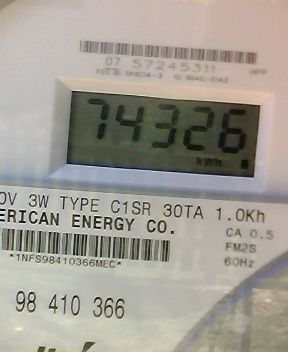 07 57245311
74326
kWh
0V 3W TYPE C1SR 30TA 1.0Kh
ERICAN ENERGY CO.
CA 0.5
FM2S
*1NFS98410366MEC*
60Hz
98 410 366